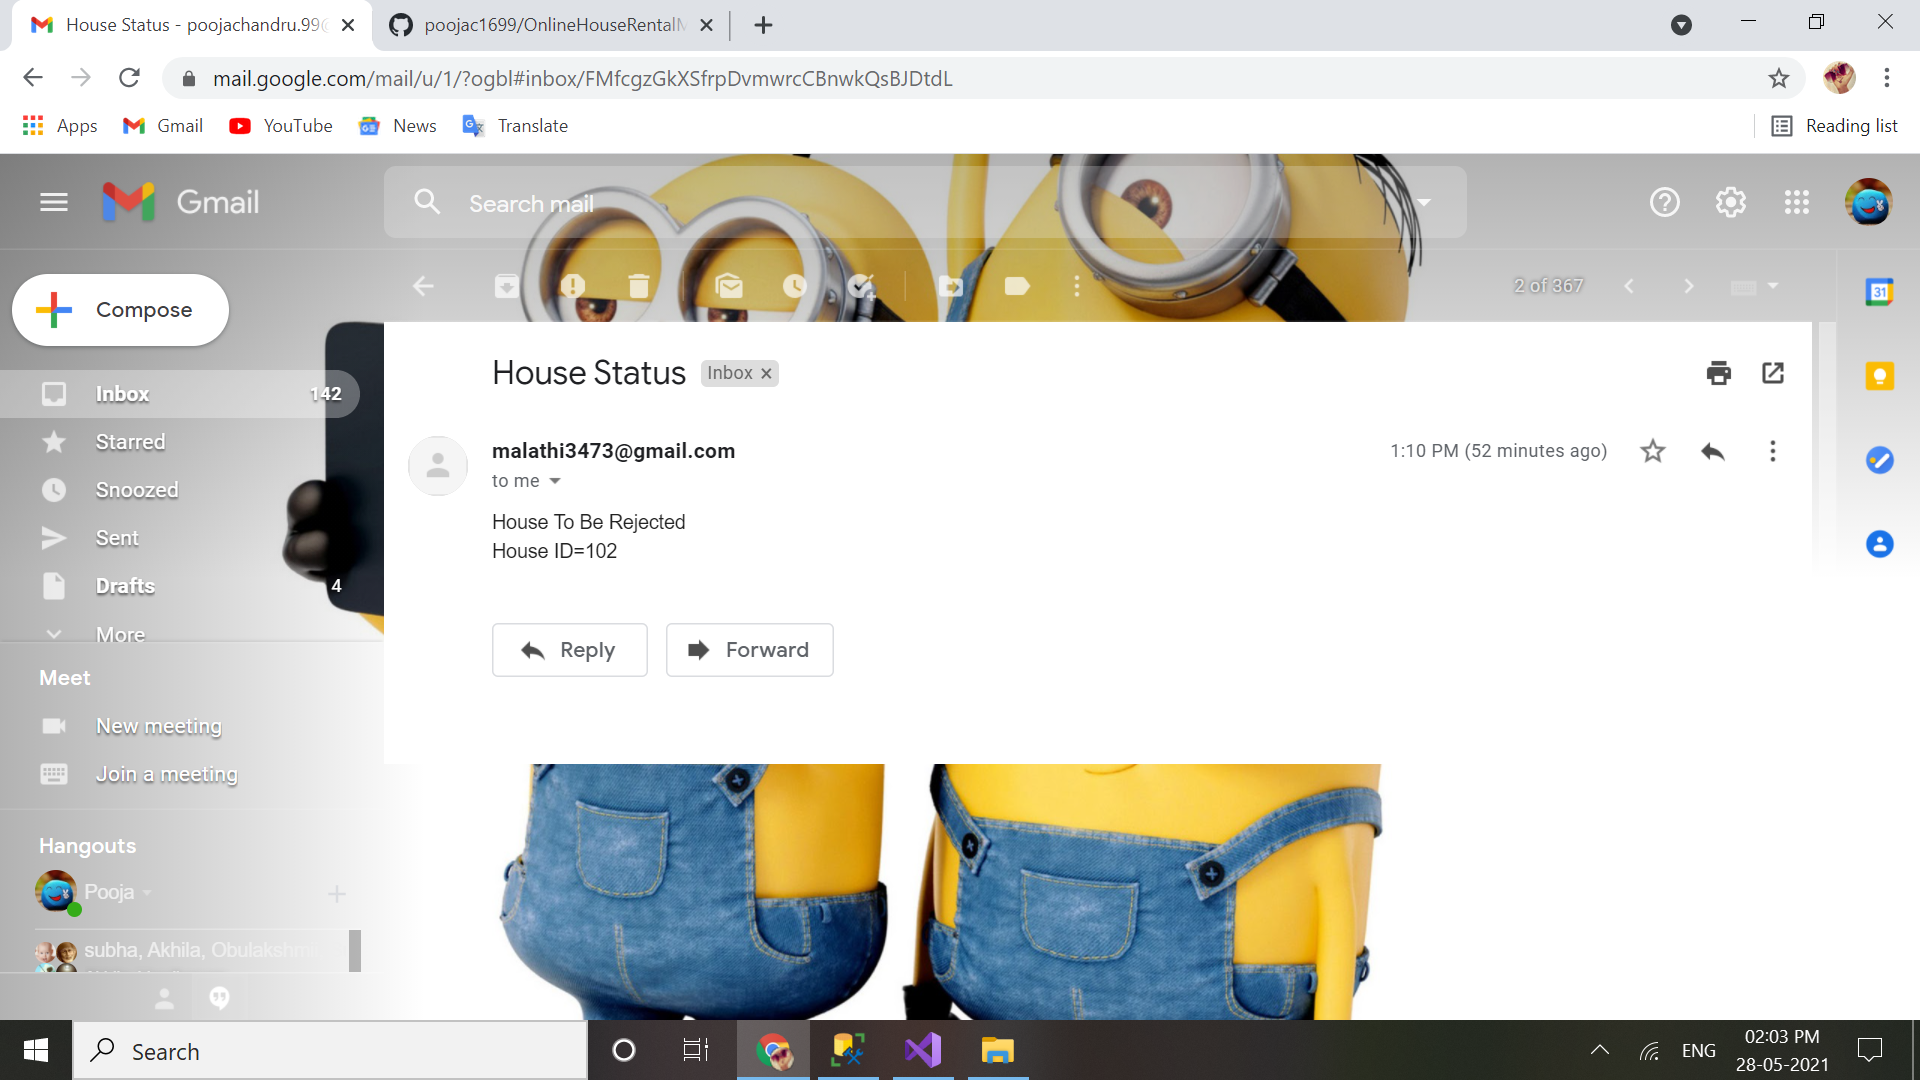 House Status - poojachandru.99@
poojac1699/OnlineHouseRentalM
mail.google.com/mail/u/1/?ogbl#inbox/FMfcgzGkXSfrpDvmwrcCBnwkQsBJDtdL
Apps
Gmail
YouTube
News
Translate
Reading list
Gmail
Search mail
Compose
2 of 367
31
Inbox
142
Starred
Snoozed
Sent
Drafts
4
More
House Status
Inbox
malathi3473@gmail.com
1:10 PM (52 minutes ago)
to me
House To Be Rejected
House ID=102
Reply
Forward
Meet
New meeting
Join a meeting
Hangouts
Pooja
subha, Akhila, Obulakshmi
Search
ENG
02:03 PM
28-05-2021